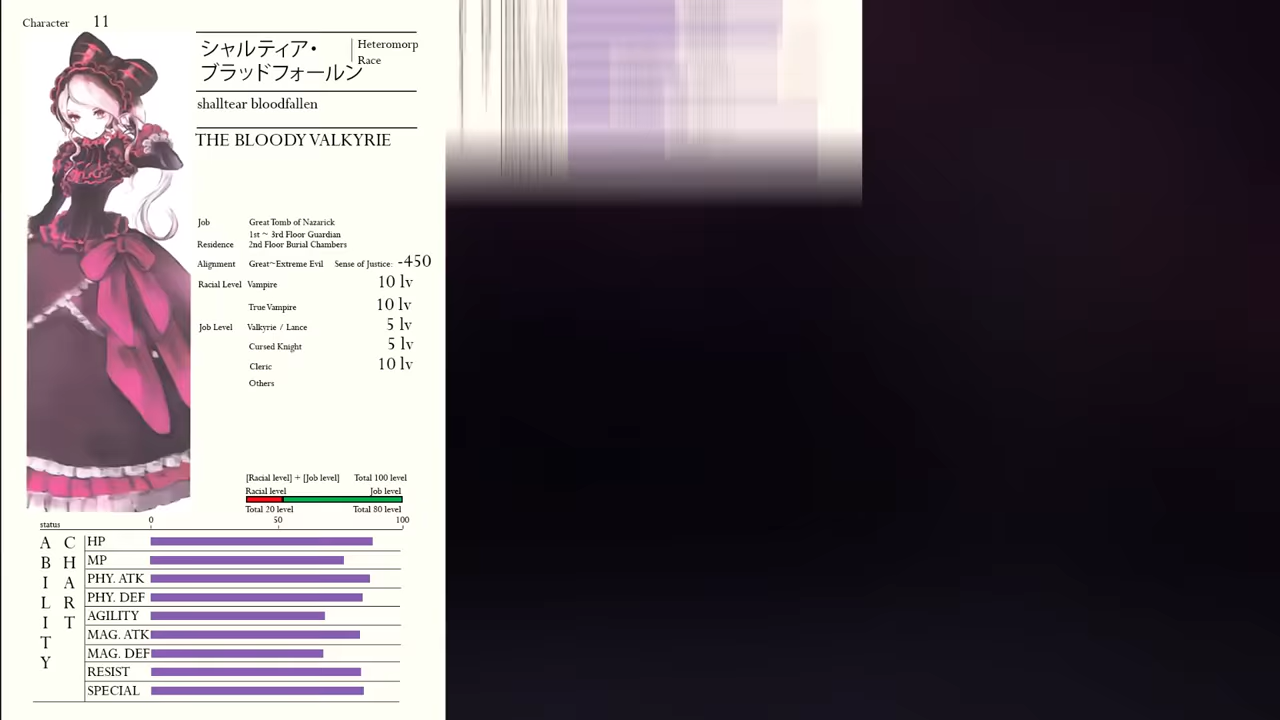 Character 11
シャルティア・
ブラッドフォールン
Heteromorp
Race
shalltear bloodfallen
THE BLOODY VALKYRIE
Job Great Tomb of Nazarick
1st ~ 3rd Floor Guardian
Residence 2nd Floor Burial Chambers
Alignment Great~Extreme Evil Sense of Justice: -450
Racial Level Vampire 10 lv
True Vampire 10 lv
Job Level Valkyrie / Lance 5 lv
Cursed Knight 5 lv
Cleric 10 lv
Others
[Racial level] + [Job level] Total 100 level
Racial level Job level
Total 20 level Total 80 level
status 0 50 100
ABILITY
CHART
HP
MP
PHY. ATK
PHY. DEF
AGILITY
MAG. ATK
MAG. DEF
RESIST
SPECIAL